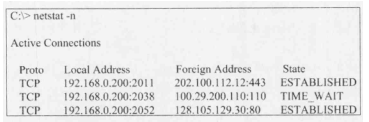 C:\> netstat -n
Active Connections
Proto Local Address Foreign Address State
TCP 192.168.0.200:2011 202.100.112.12:443 ESTABLISHED
TCP 192.168.0.200:2038 100.29.200.110:110 TIME_WAIT
TCP 192.168.0.200:2052 128.105.129.30:80 ESTABLISHED